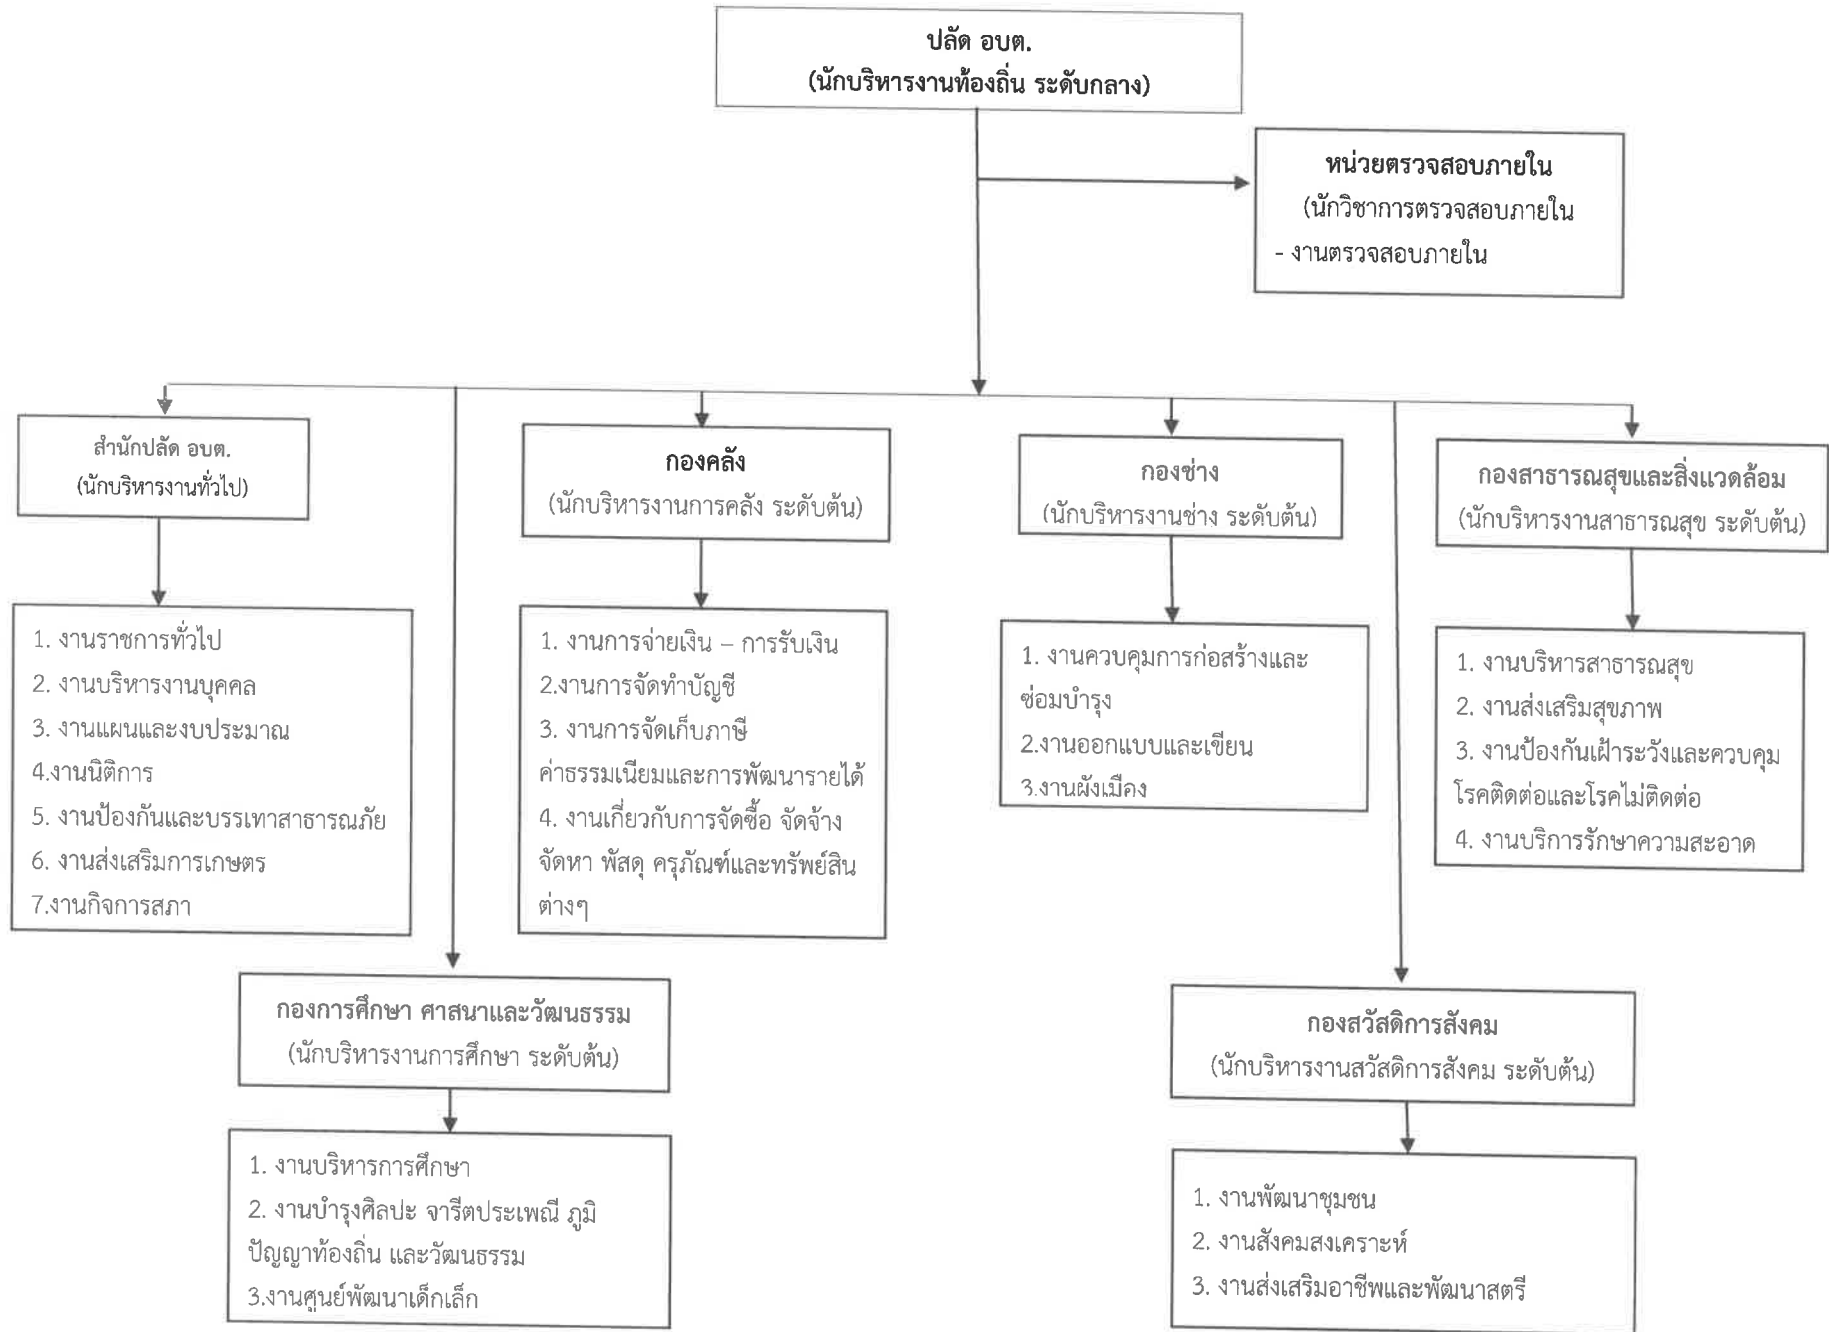 ปลัด อบต.
(นักบริหารงานท้องถิ่น ระดับกลาง)
หน่วยตรวจสอบภายใน
(นักวิชาการตรวจสอบภายใน
- งานตรวจสอบภายใน
สำนักปลัด อบต.
(นักบริหารงานทั่วไป)
กองคลัง
(นักบริหารงานการคลัง ระดับต้น)
กองช่าง
(นักบริหารงานช่าง ระดับต้น)
กองสาธารณสุขและสิ่งแวดล้อม
(นักบริหารงานสาธารณสุข ระดับต้น)
1. งานราชการทั่วไป
2. งานบริหารงานบุคคล
3. งานแผนและงบประมาณ
4.งานนิติการ
5. งานป้องกันและบรรเทาสาธารณภัย
6. งานส่งเสริมการเกษตร
7.งานกิจการสภา
1. งานการจ่ายเงิน – การรับเงิน
2.งานการจัดทำบัญชี
3. งานการจัดเก็บภาษี
ค่าธรรมเนียมและการพัฒนารายได้
4. งานเกี่ยวกับการจัดซื้อ จัดจ้าง
จัดหา พัสดุ ครุภัณฑ์และทรัพย์สิน
ต่างๆ
1. งานควบคุมการก่อสร้างและ
ซ่อมบำรุง
2.งานออกแบบและเขียน
3.งานผังเมือง
1. งานบริหารสาธารณสุข
2. งานส่งเสริมสุขภาพ
3. งานป้องกันเฝ้าระวังและควบคุม
โรคติดต่อและโรคไม่ติดต่อ
4. งานบริการรักษาความสะอาด
กองการศึกษา ศาสนาและวัฒนธรรม
(นักบริหารงานการศึกษา ระดับต้น)
กองสวัสดิการสังคม
(นักบริหารงานสวัสดิการสังคม ระดับต้น)
1. งานบริหารการศึกษา
2. งานบำรุงศิลปะ จารีตประเพณี ภูมิ
ปัญญาท้องถิ่น และวัฒนธรรม
3.งานศูนย์พัฒนาเด็กเล็ก
1. งานพัฒนาชุมชน
2. งานสังคมสงเคราะห์
3. งานส่งเสริมอาชีพและพัฒนาสตรี